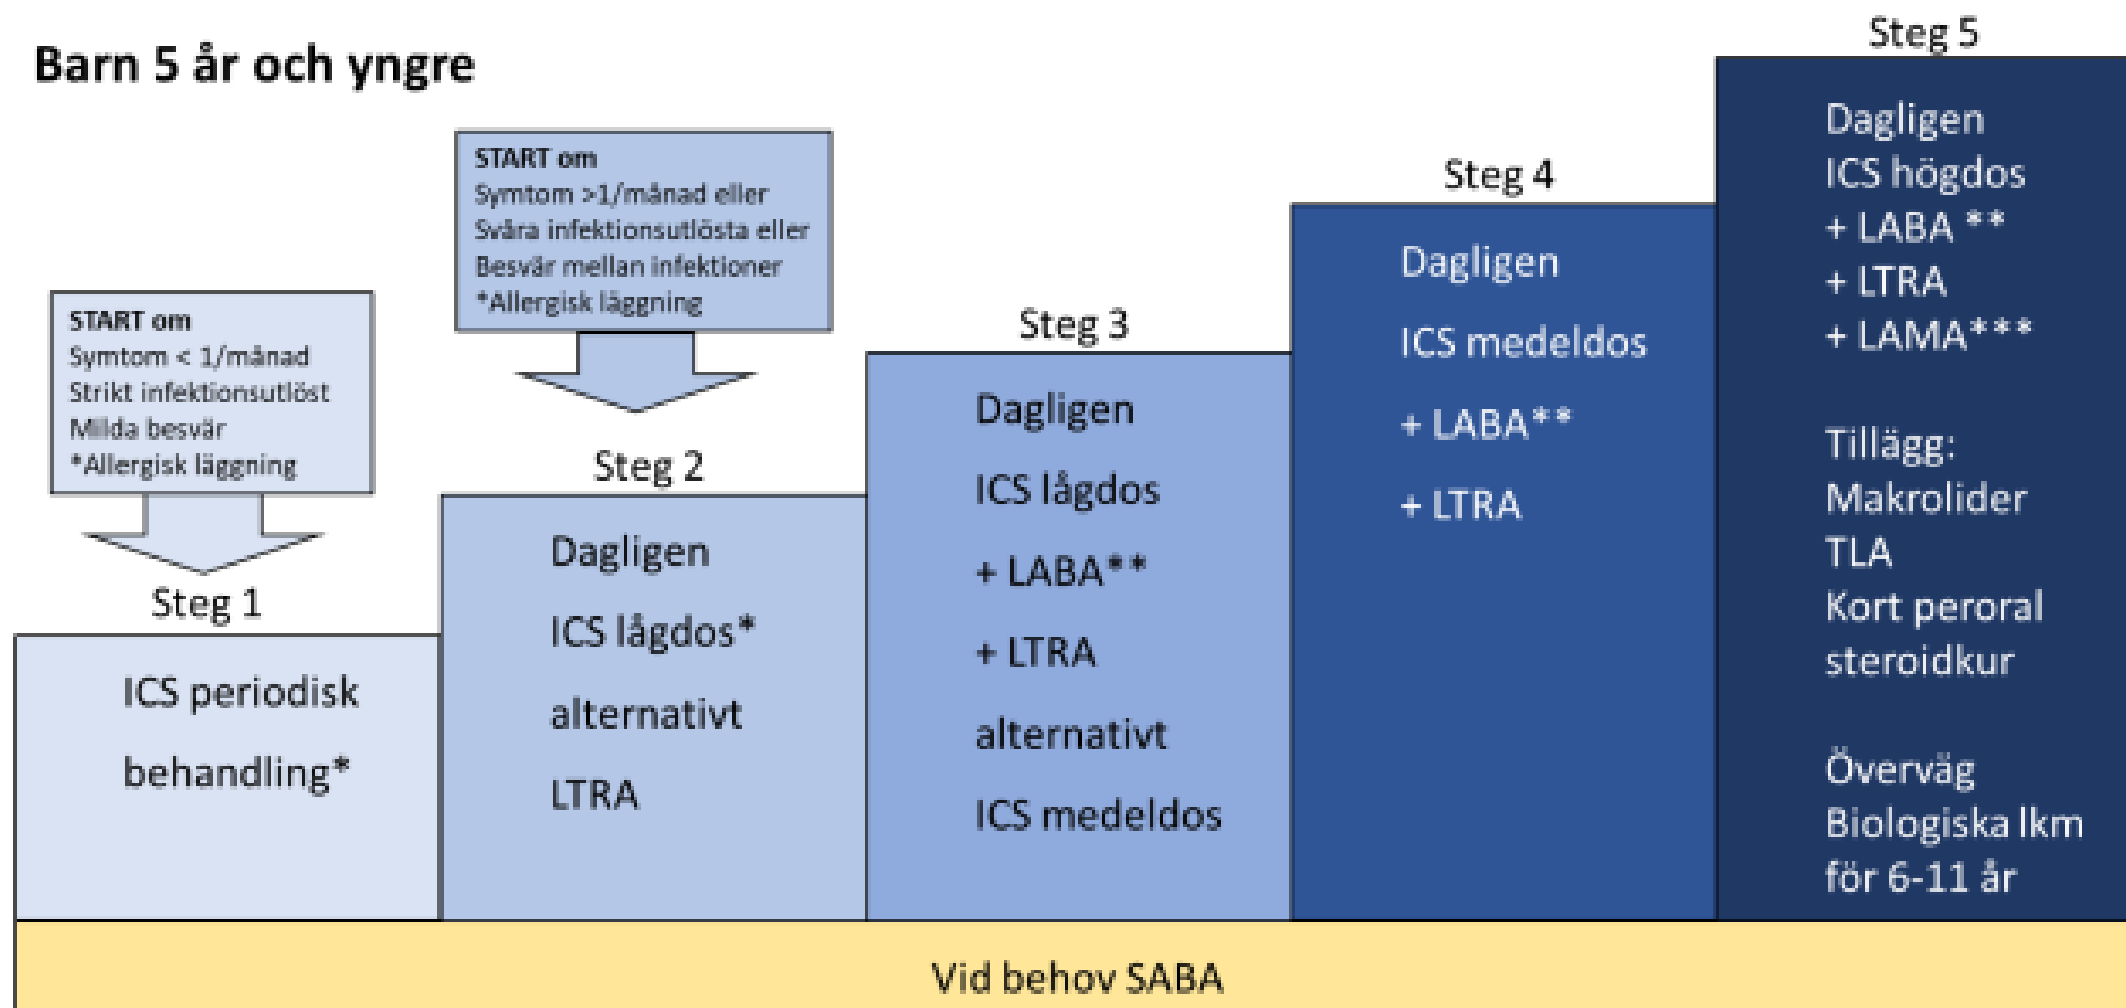 Barn 5 år och yngre
START om
Symtom < 1/månad
Strikt infektionsutlöst
Milda besvär
*Allergisk läggning
Steg 1
ICS periodisk
behandling*
START om
Symtom >1/månad eller
Svåra infektionsutlösta eller
Besvär mellan infektioner
*Allergisk läggning
Steg 2
Dagligen
ICS lågdos*
alternativt
LTRA
Steg 3
Dagligen
ICS lågdos
+ LABA**
+ LTRA
alternativt
ICS medeldos
Steg 4
Dagligen
ICS medeldos
+ LABA**
+ LTRA
Steg 5
Dagligen
ICS högdos
+ LABA **
+ LTRA
+ LAMA***
Tillägg:
Makrolider
TLA
Kort peroral
steroidkur
Överväg
Biologiska lkm
för 6-11 år
Vid behov SABA